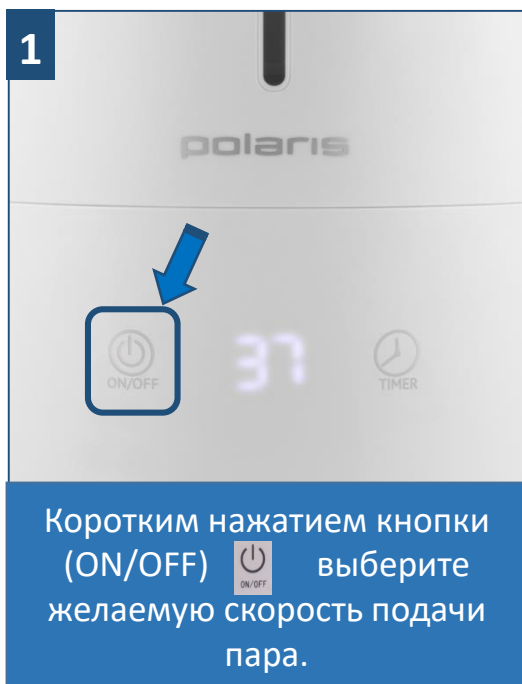 1
polaris
ON/OFF
37
TIMER
Коротким нажатием кнопки
(ON/OFF) ON/OFF выберите
желаемую скорость подачи
пара.